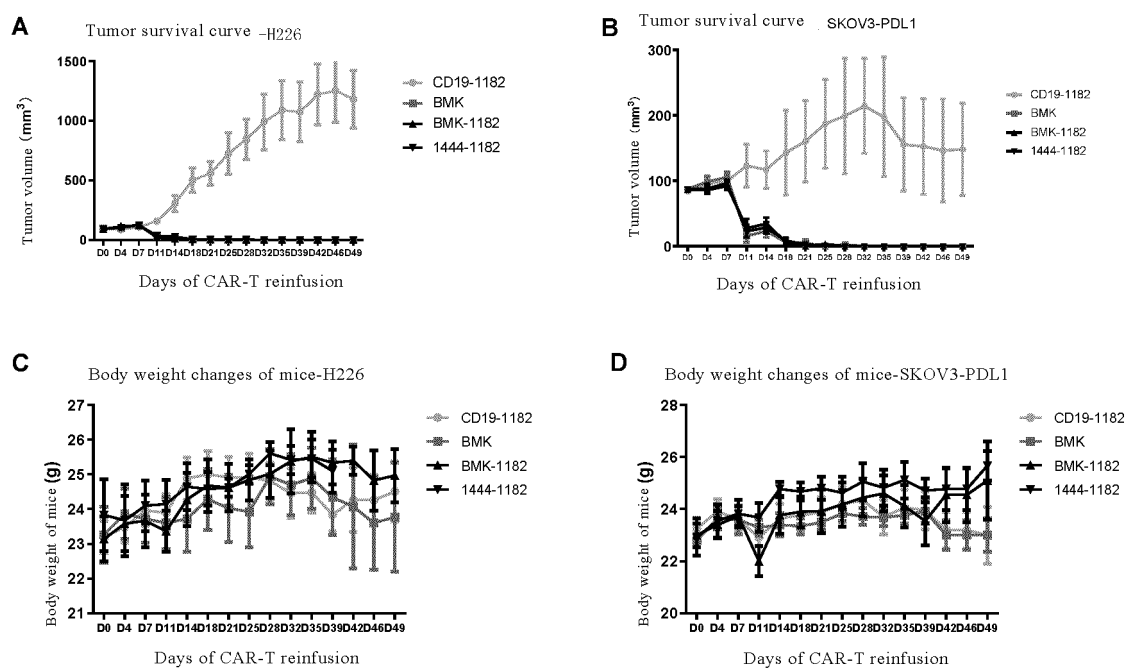 A
Tumor survival curve -H226
Tumor volume (mm3)
1500
1000
500
0
D0 D4 D7 D11 D14 D18 D21 D25 D28 D32 D35 D39 D42 D46 D49
Days of CAR-T reinfusion
CD19-1182
BMK
BMK-1182
1444-1182
B
Tumor survival curve SKOV3-PDL1
Tumor volume (mm3)
300
200
100
0
D0 D4 D7 D11 D14 D18 D21 D25 D28 D32 D35 D39 D42 D46 D49
Days of CAR-T reinfusion
CD19-1182
BMK
BMK-1182
1444-1182
C
Body weight changes of mice-H226
Body weight of mice (g)
27
26
25
24
23
22
21
D0 D4 D7 D11 D14 D18 D21 D25 D28 D32 D35 D39 D42 D46 D49
Days of CAR-T reinfusion
CD19-1182
BMK
BMK-1182
1444-1182
D
Body weight changes of mice-SKOV3-PDL1
Body weight of mice (g)
28
26
24
22
20
D0 D4 D7 D11 D14 D18 D21 D25 D28 D32 D35 D39 D42 D46 D49
Days of CAR-T reinfusion
CD19-1182
BMK
BMK-1182
1444-1182